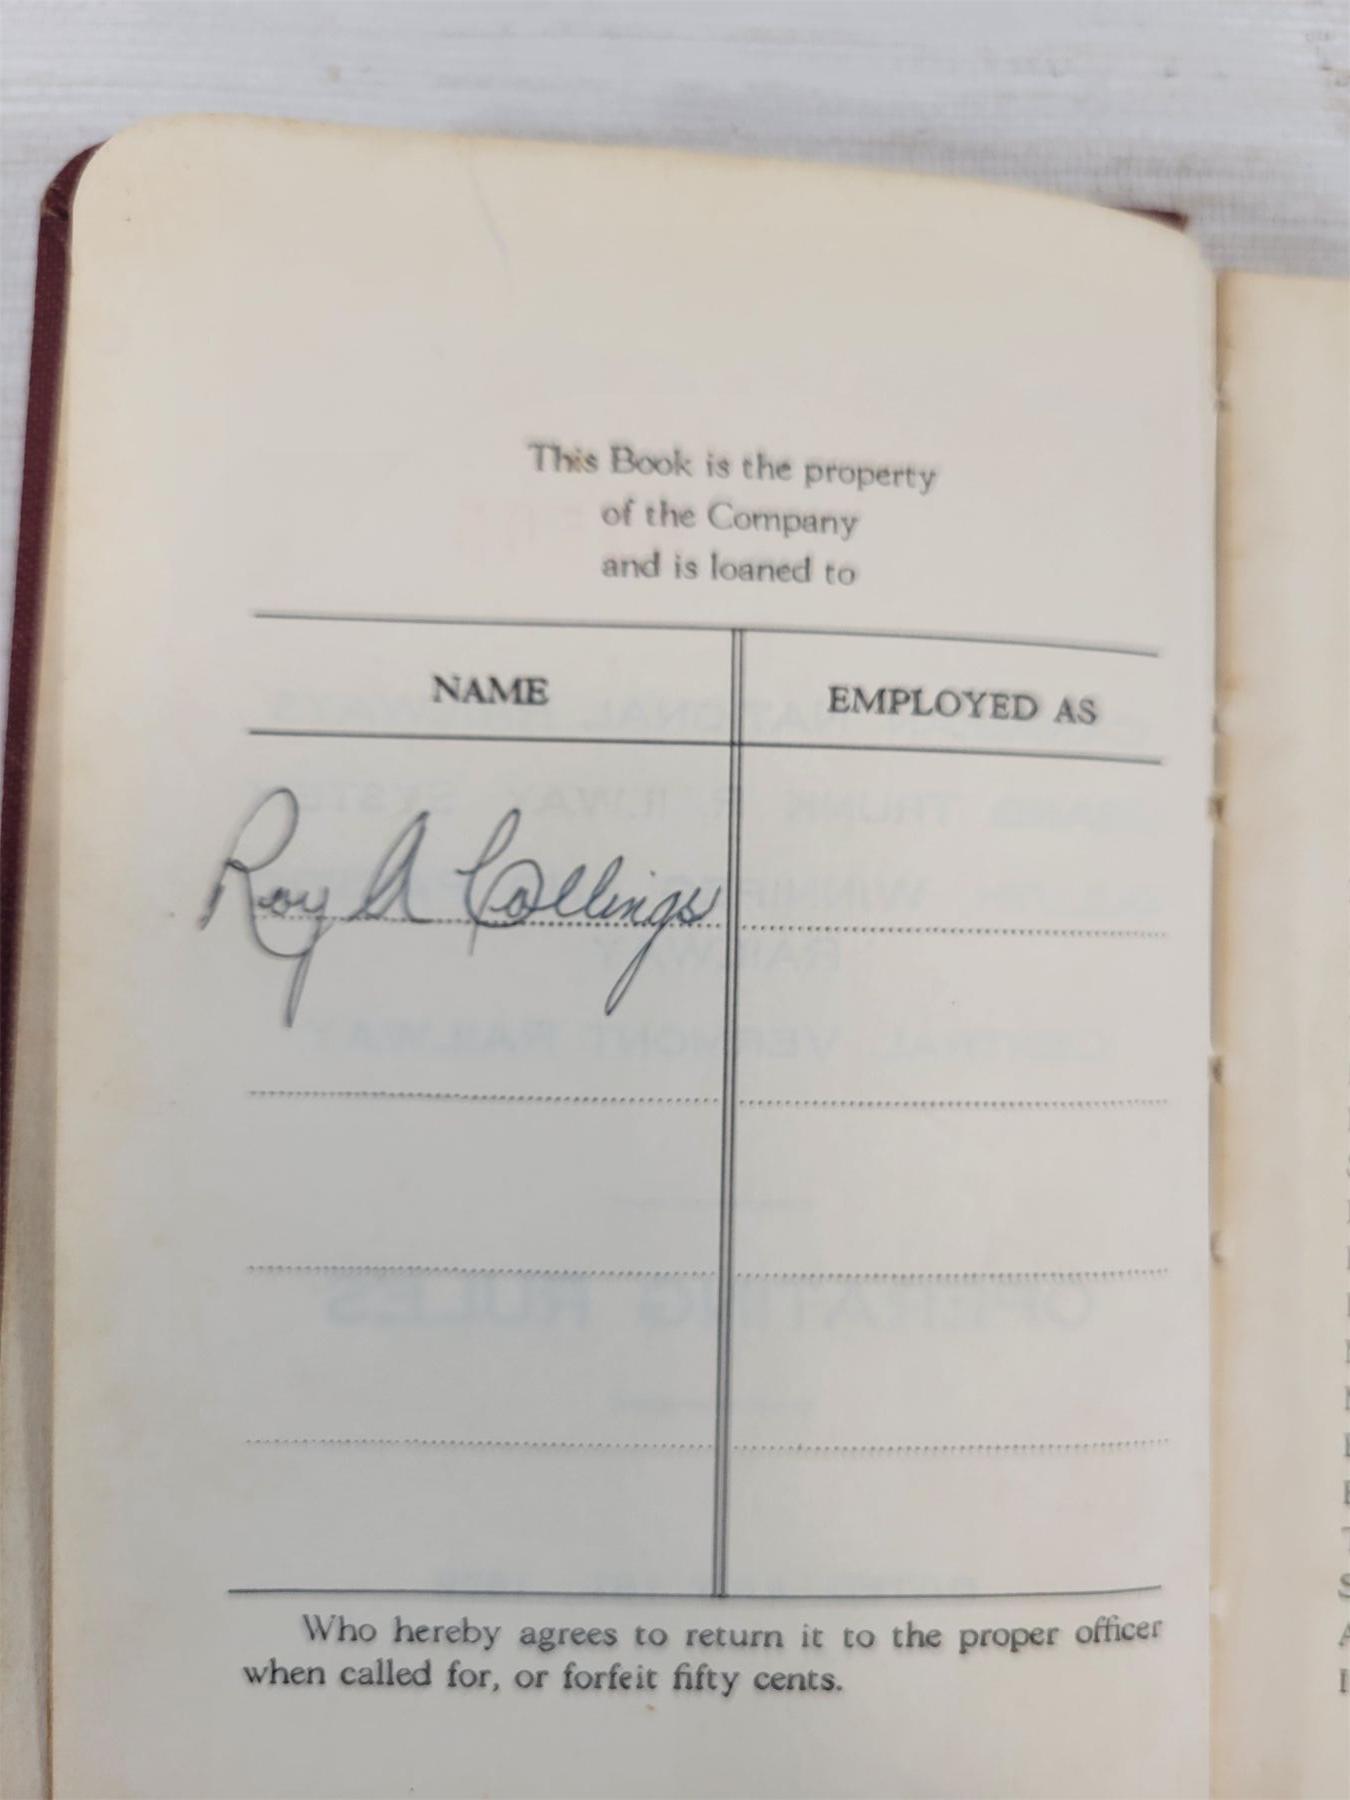 This Book is the property
of the Company
and is loaned to
NAME EMPLOYED AS
Roy A Collings
Who hereby agrees to return it to the proper officer
when called for, or forfeit fifty cents.